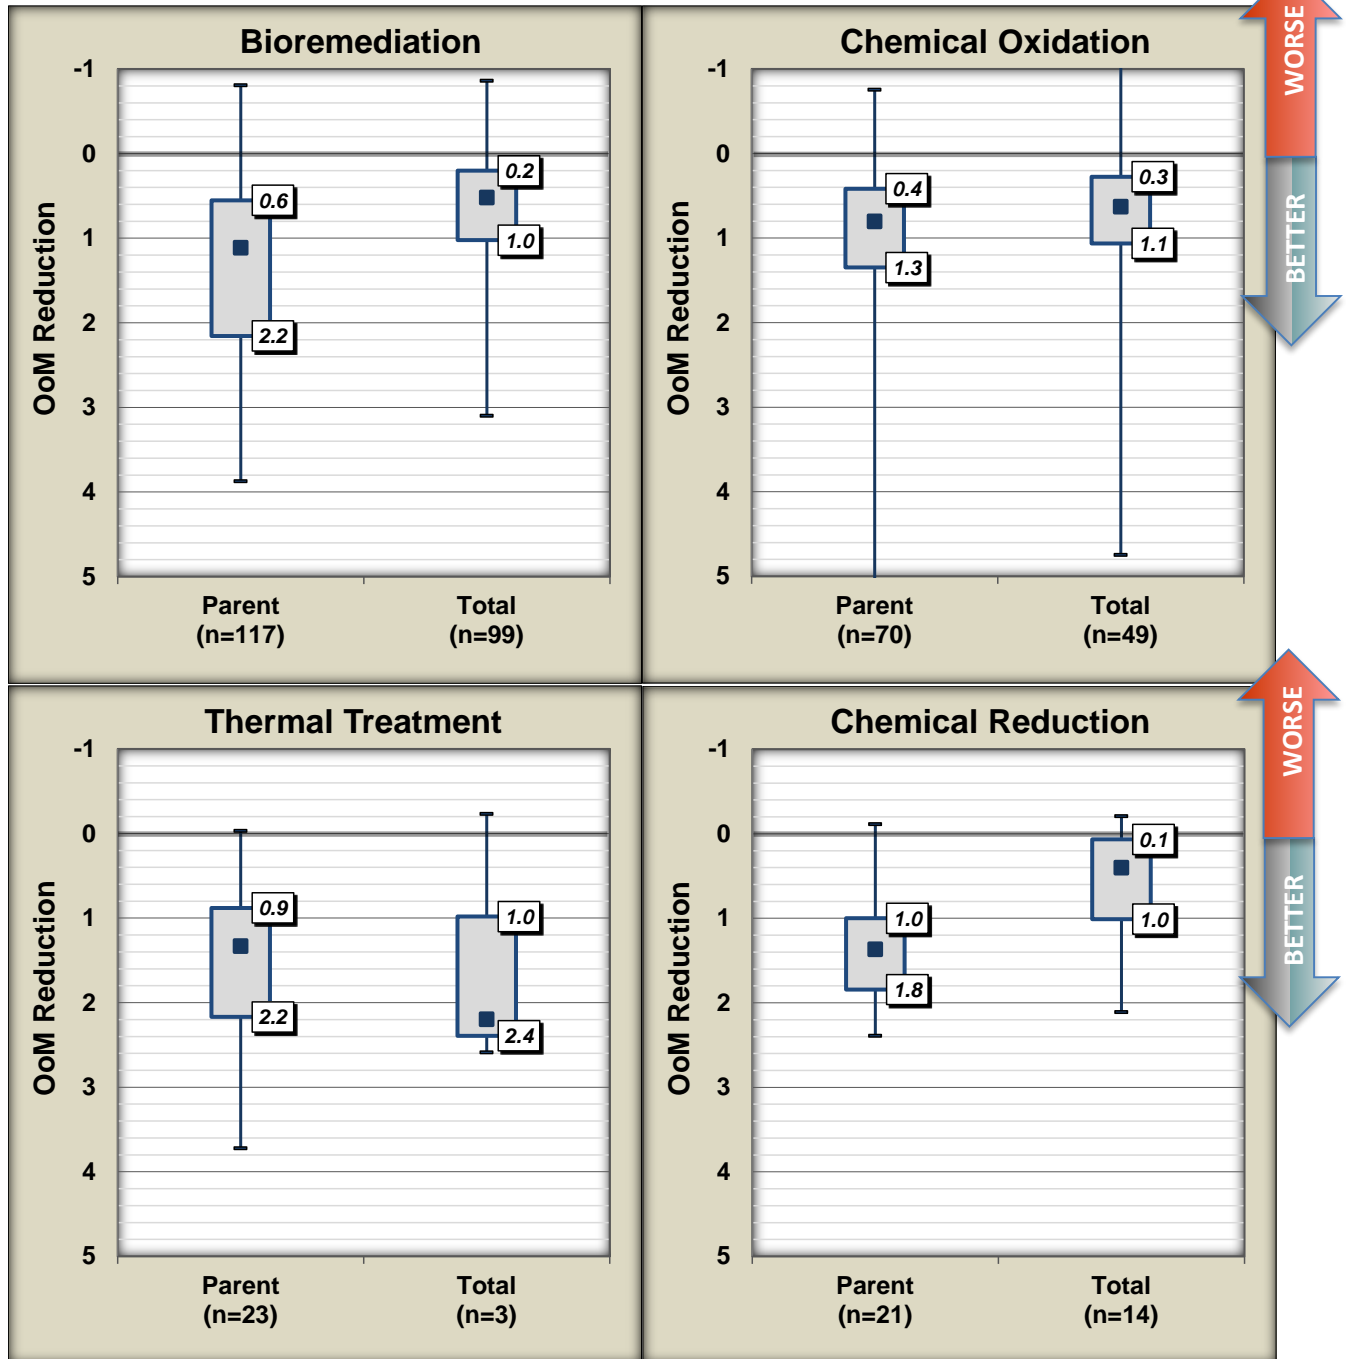 Bioremediation
-1
0
1
2
3
4
5
OoM Reduction
0.6
2.2
0.2
1.0
Parent
(n=117)
Total
(n=99)
Chemical Oxidation
-1
0
1
2
3
4
5
OoM Reduction
0.4
1.3
0.3
1.1
Parent
(n=70)
Total
(n=49)
WORSE
BETTER
Thermal Treatment
-1
0
1
2
3
4
5
OoM Reduction
0.9
2.2
1.0
2.4
Parent
(n=23)
Total
(n=3)
Chemical Reduction
-1
0
1
2
3
4
5
OoM Reduction
1.0
1.8
0.1
1.0
Parent
(n=21)
Total
(n=14)
WORSE
BETTER